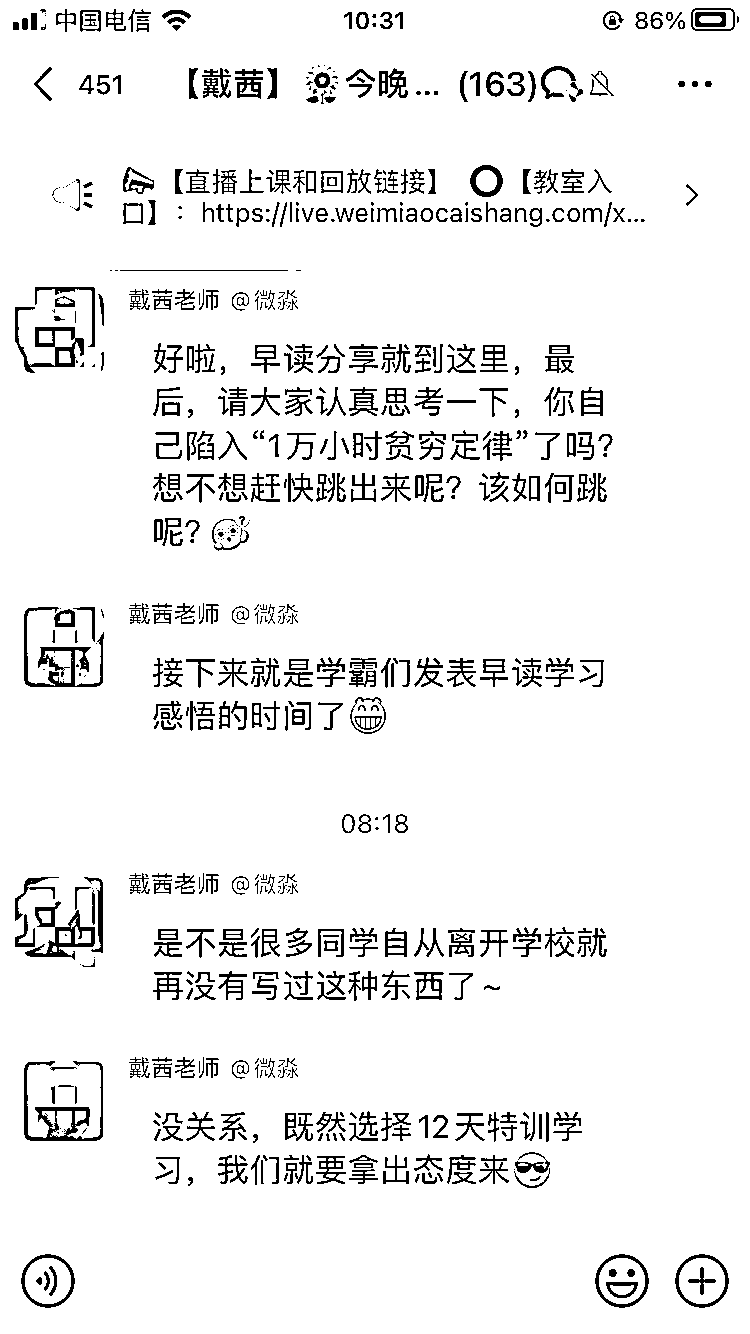 中国电信 10:31 86%
451 【戴茜】 今晚... (163)
【直播上课和回放链接】 【教室入
口】：https://live.weimiaocaishang.com/x...
戴茜老师 @微淼
好啦，早读分享就到这里，最
后，请大家认真思考一下，你自
己陷入“1万小时贫穷定律”了吗？
想不想赶快跳出来呢？该如何跳
呢？
戴茜老师 @微淼
接下来就是学霸们发表早读学习
感悟的时间了
08:18
戴茜老师 @微淼
是不是很多同学自从离开学校就
再没有写过这种东西了~
戴茜老师 @微淼
没关系，既然选择12天特训学
习，我们就要拿出态度来